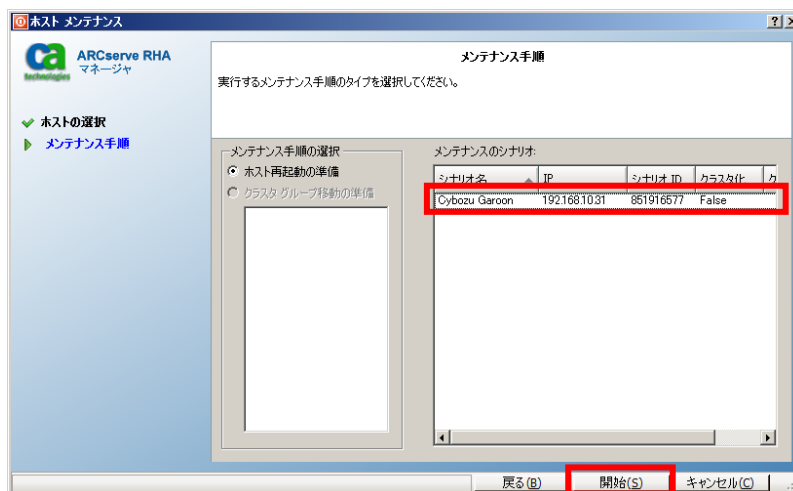 ホスト メンテナンス
ca
technologies
ARCserve RHA
マネージャ
ホストの選択
メンテナンス手順
メンテナンス手順
実行するメンテナンス手順のタイプを選択してください。
メンテナンス手順の選択
ホスト再起動の準備
クラスタ グループ移動の準備
メンテナンスのシナリオ:
シナリオ名 IP シナリオ ID クラスタ化 ク
Cybozu Garoon 192.168.10.31 851916577 False
戻る(B) 開始(S) キャンセル(C)